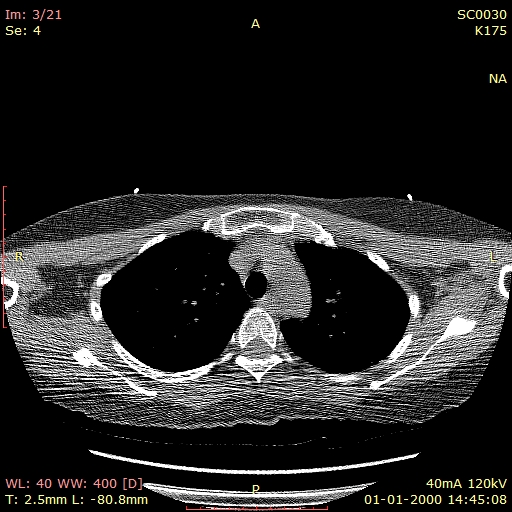 Im: 3/21
Se: 4
A
SC0030
K175
NA
R
L
WL: 40 WW: 400 [D]
T: 2.5mm L: -80.8mm
P
40mA 120kV
01-01-2000 14:45:08